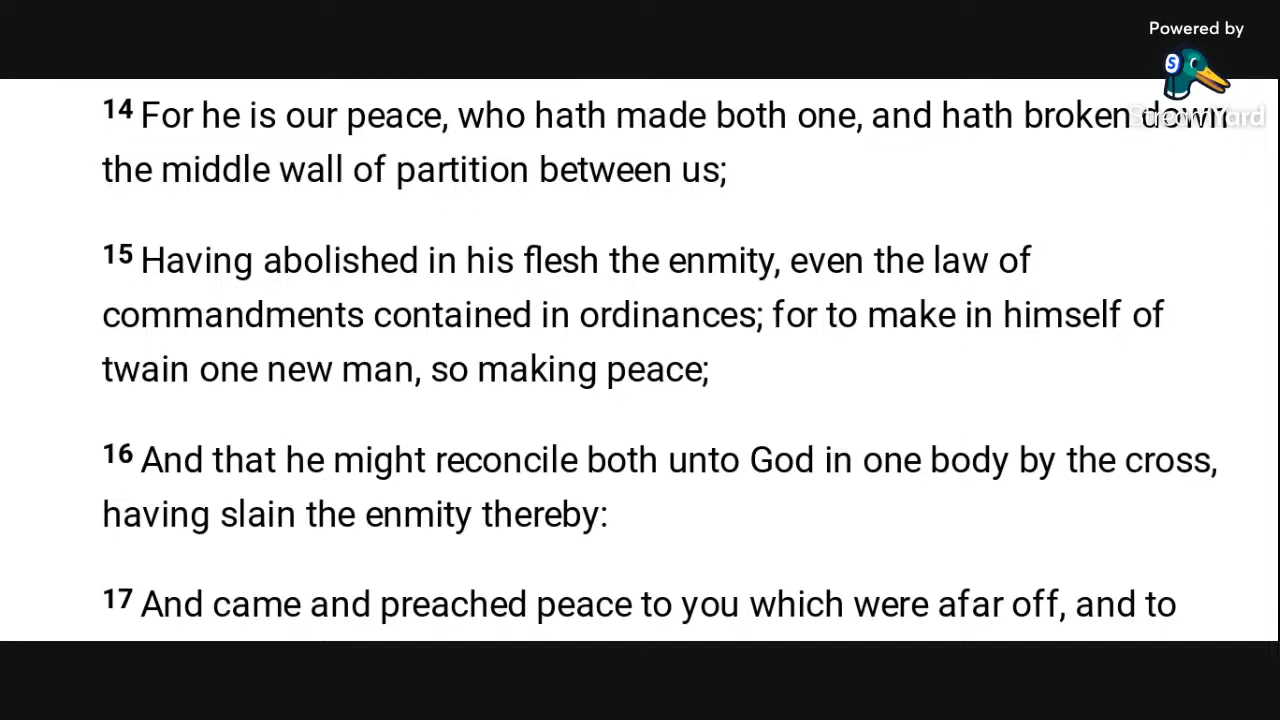 Powered by
S
StreamYard
14 For he is our peace, who hath made both one, and hath broken down
the middle wall of partition between us;
15 Having abolished in his flesh the enmity, even the law of
commandments contained in ordinances; for to make in himself of
twain one new man, so making peace;
16 And that he might reconcile both unto God in one body by the cross,
having slain the enmity thereby:
17 And came and preached peace to you which were afar off, and to